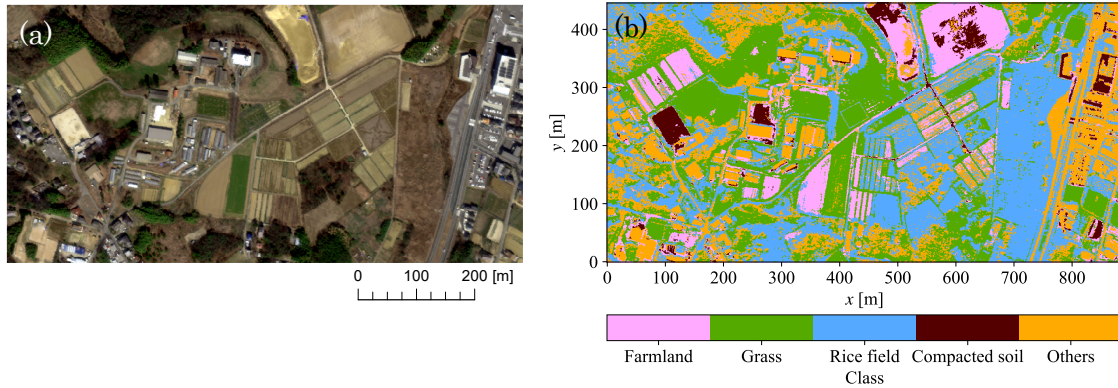 (a)
0 100 200 [m]
(b)
400
300
200
100
0
y [m]
0 100 200 300 400 500 600 700 800
x [m]
Farmland Grass Rice field Compacted soil Others
Class